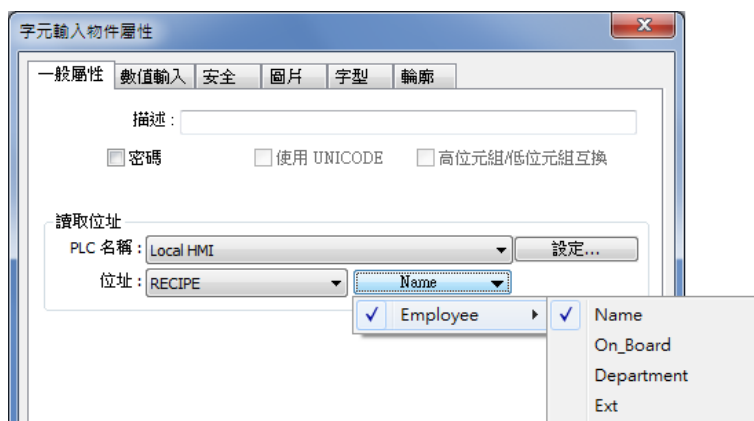 字元輸入物件屬性
一般屬性 數值輸入 安全 圖片 字型 輪廓
描述：
密碼 使用 UNICODE 高位元組/低位元組互換
讀取位址
PLC 名稱： Local HMI 設定...
位址： RECIPE Name
Employee Name
On_Board
Department
Ext